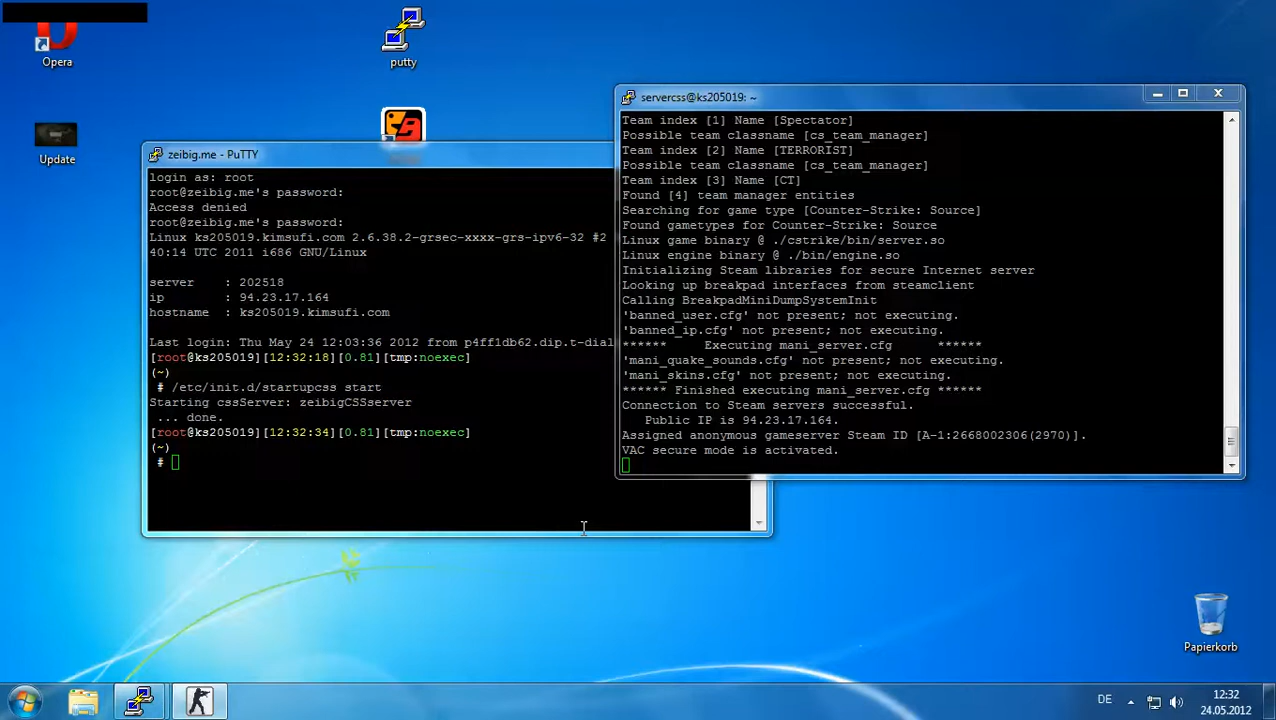 Opera
putty
Update
zeibig.me - PuTTY
login as: root
root@zeibig.me's password:
Access denied
root@zeibig.me's password:
Linux ks205019.kimsufi.com 2.6.38.2-grsec-xxxx-grs-ipv6-32 #2
40:14 UTC 2011 i686 GNU/Linux
server : 202518
ip : 94.23.17.164
hostname : ks205019.kimsufi.com
Last login: Thu May 24 12:03:36 2012 from p4ff1db62.dip.t-dial
[root@ks205019][12:32:18][0.81][tmp:noexec]
(~)
# /etc/init.d/startupcss start
Starting cssServer: zeibigCSSserver
... done.
[root@ks205019][12:32:34][0.81][tmp:noexec]
(~)
#
servercss@ks205019: ~
Team index [1] Name [Spectator]
Possible team classname [cs_team_manager]
Team index [2] Name [TERRORIST]
Possible team classname [cs_team_manager]
Team index [3] Name [CT]
Found [4] team manager entities
Searching for game type [Counter-Strike: Source]
Found gametypes for Counter-Strike: Source
Linux game binary @ ./cstrike/bin/server.so
Linux engine binary @ ./bin/engine.so
Initializing Steam libraries for secure Internet server
Looking up breakpad interfaces from steamclient
Calling BreakpadMiniDumpSystemInit
'banned_user.cfg' not present; not executing.
'banned_ip.cfg' not present; not executing.
****** Executing mani_server.cfg ******
'mani_quake_sounds.cfg' not present; not executing.
'mani_skins.cfg' not present; not executing.
****** Finished executing mani_server.cfg ******
Connection to Steam servers successful.
Public IP is 94.23.17.164.
Assigned anonymous gameserver Steam ID [A-1:2668002306(2970)].
VAC secure mode is activated.
Papierkorb
DE
12:32
24.05.2012